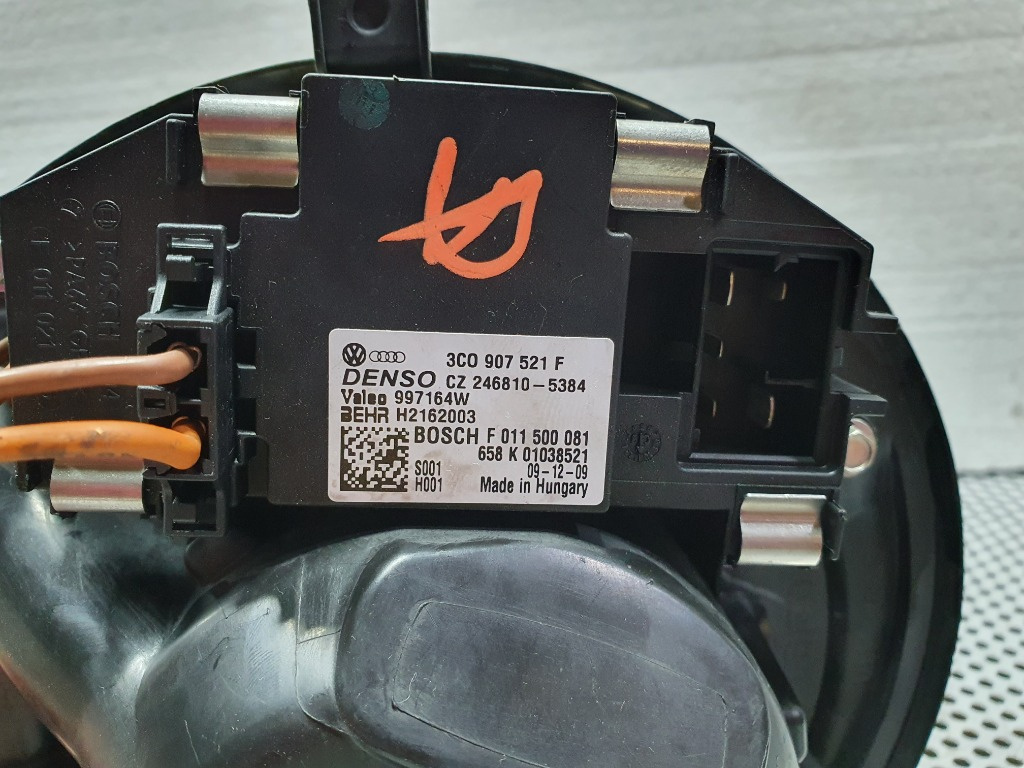 3C0 907 521 F
DENSO CZ 246810-5384
Valeo 997164W
BEHR H2162003
BOSCH F 011 500 081
658 K 01038521
S001 09-12-09
H001 Made in Hungary
BOSCH